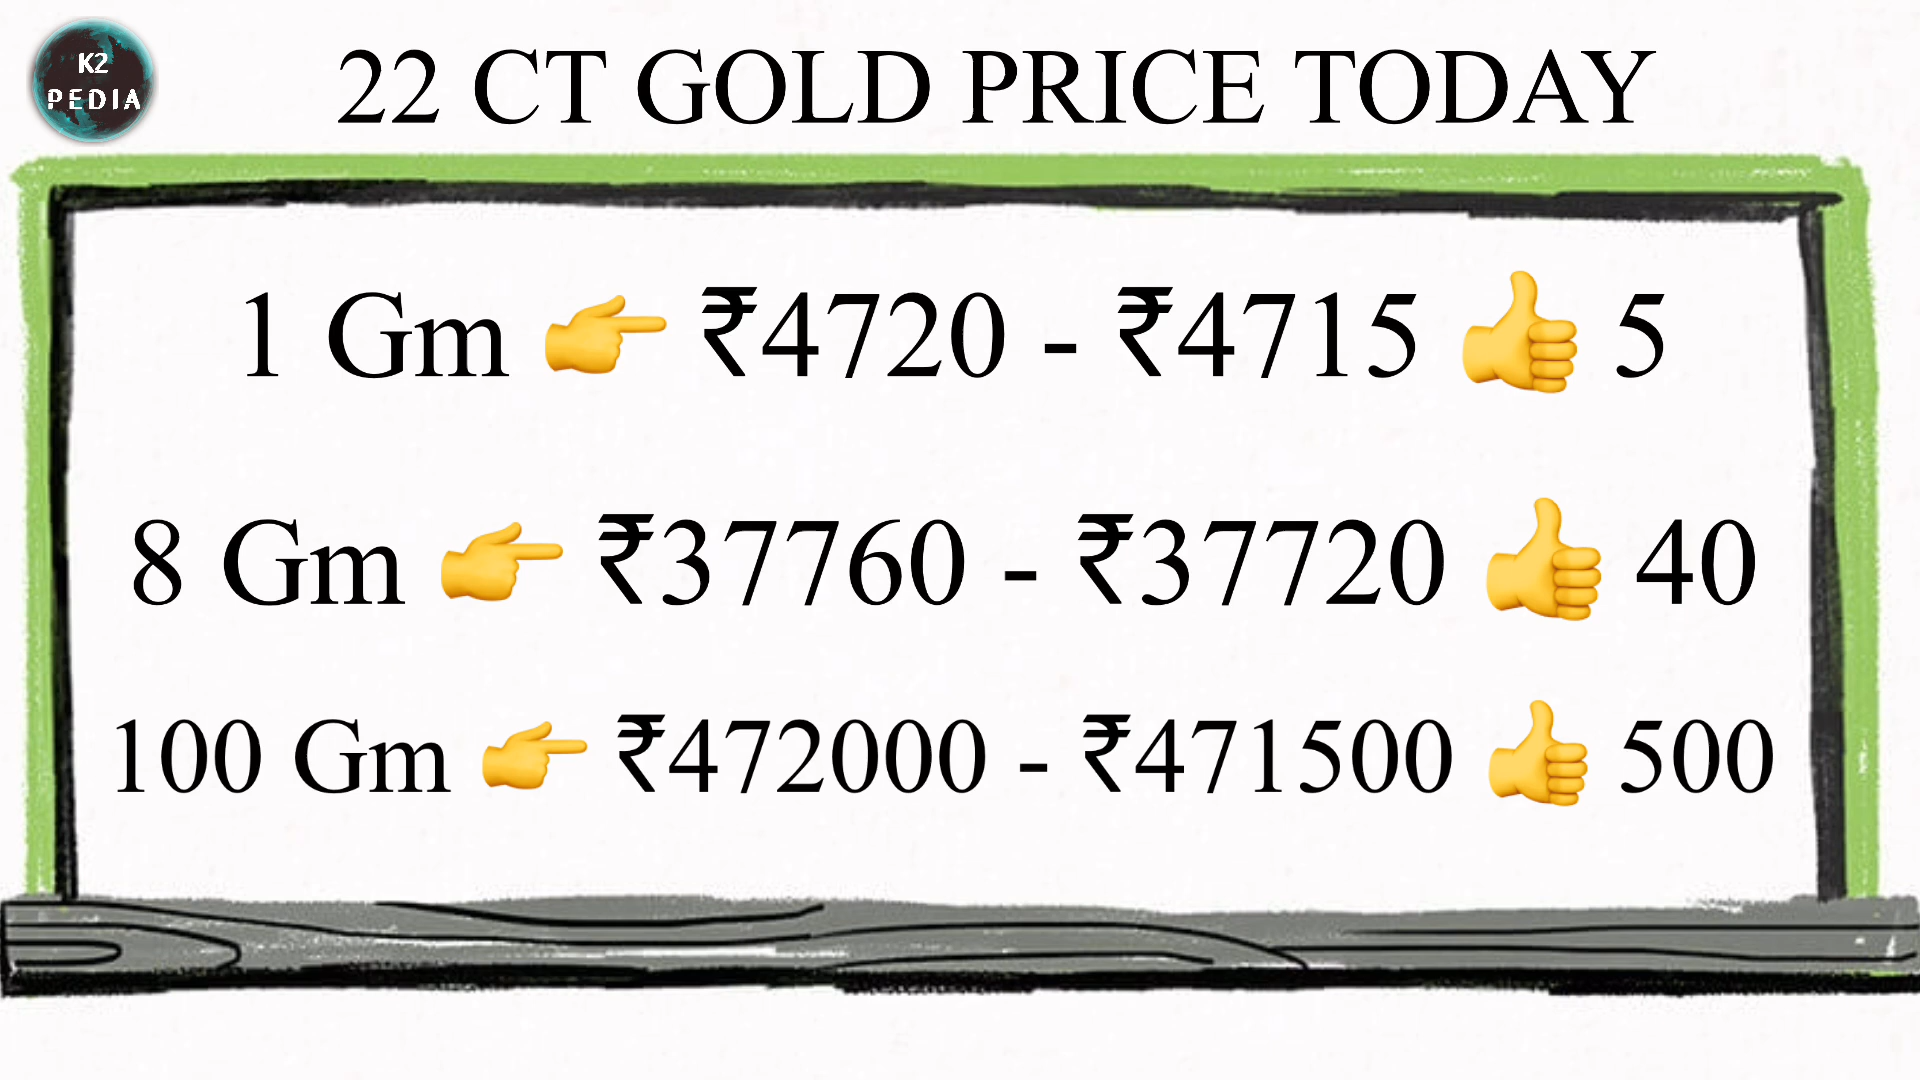 K2
PEDIA
22 CT GOLD PRICE TODAY
1 Gm 👉 ₹4720 - ₹4715 👍 5
8 Gm 👉 ₹37760 - ₹37720 👍 40
100 Gm 👉 ₹472000 - ₹471500 👍 500